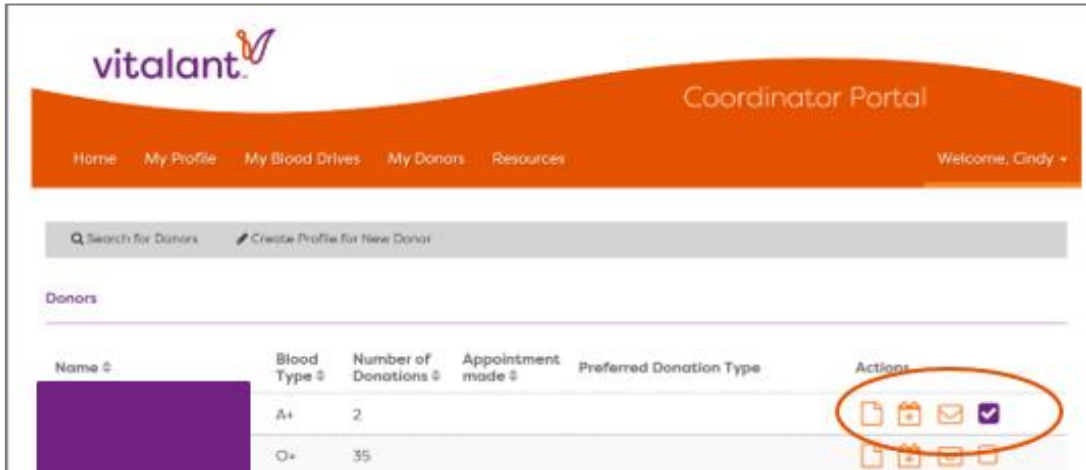 vitalant™
Coordinator Portal
Home My Profile My Blood Drives My Donors Resources Welcome, Cindy
Search for Donors Create Profile for New Donor
Donors
Name Blood Type Number of Donations Appointment made Preferred Donation Type Actions
A+ 2
O+ 35